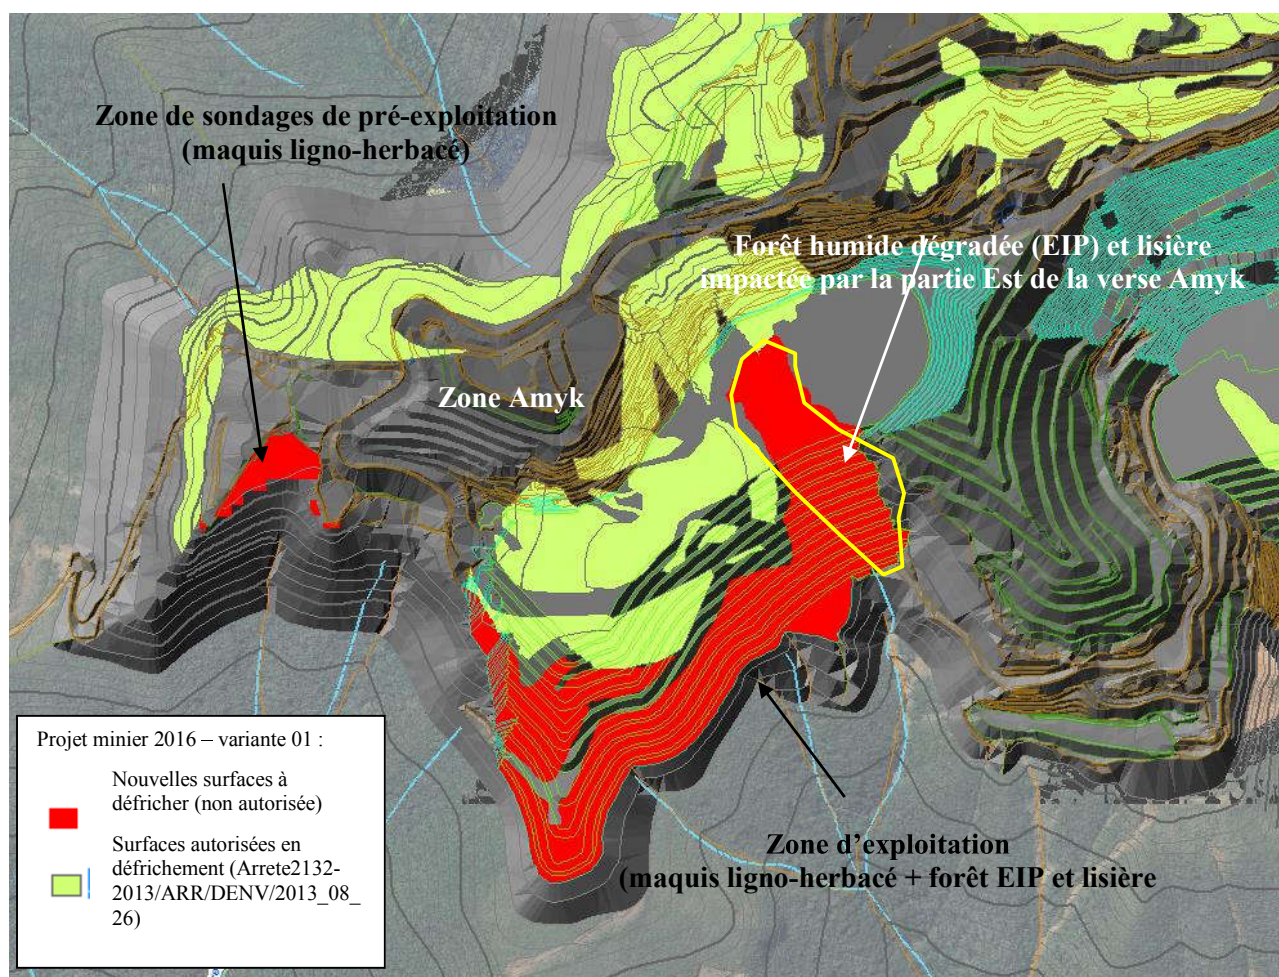 Zone de sondages de pré-exploitation
(maquis ligno-herbacé)
Forêt humide dégradée (EIP) et lisière
impactée par la partie Est de la verse Amyk
Zone Amyk
Projet minier 2016 – variante 01 :
Nouvelles surfaces à
défricher (non autorisée)
Surfaces autorisées en
défrichement (Arrete2132-
2013/ARR/DENV/2013_08_
26)
Zone d’exploitation
(maquis ligno-herbacé + forêt EIP et lisière